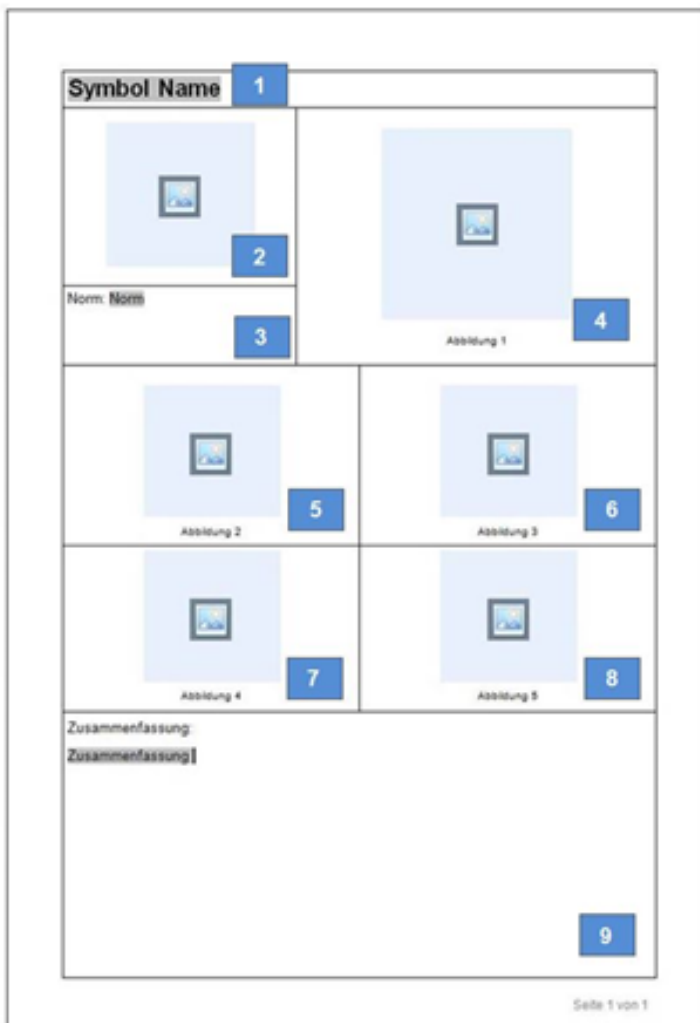 Symbol Name 1
2
Norm: Norm
3
4
Abbildung 1
5
Abbildung 2
6
Abbildung 3
7
Abbildung 4
8
Abbildung 5
Zusammenfassung:
Zusammenfassung
9
Seite 1 von 1